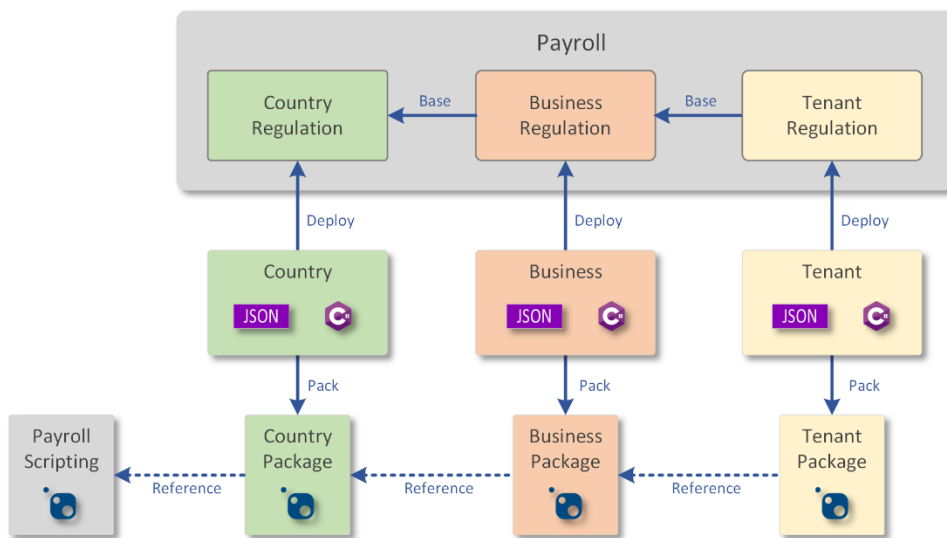 Payroll
Country
Regulation
Base
Business
Regulation
Base
Tenant
Regulation
Deploy
Deploy
Deploy
Country
JSON
C#
Business
JSON
C#
Tenant
JSON
C#
Pack
Pack
Pack
Payroll
Scripting
Reference
Country
Package
Reference
Business
Package
Reference
Tenant
Package